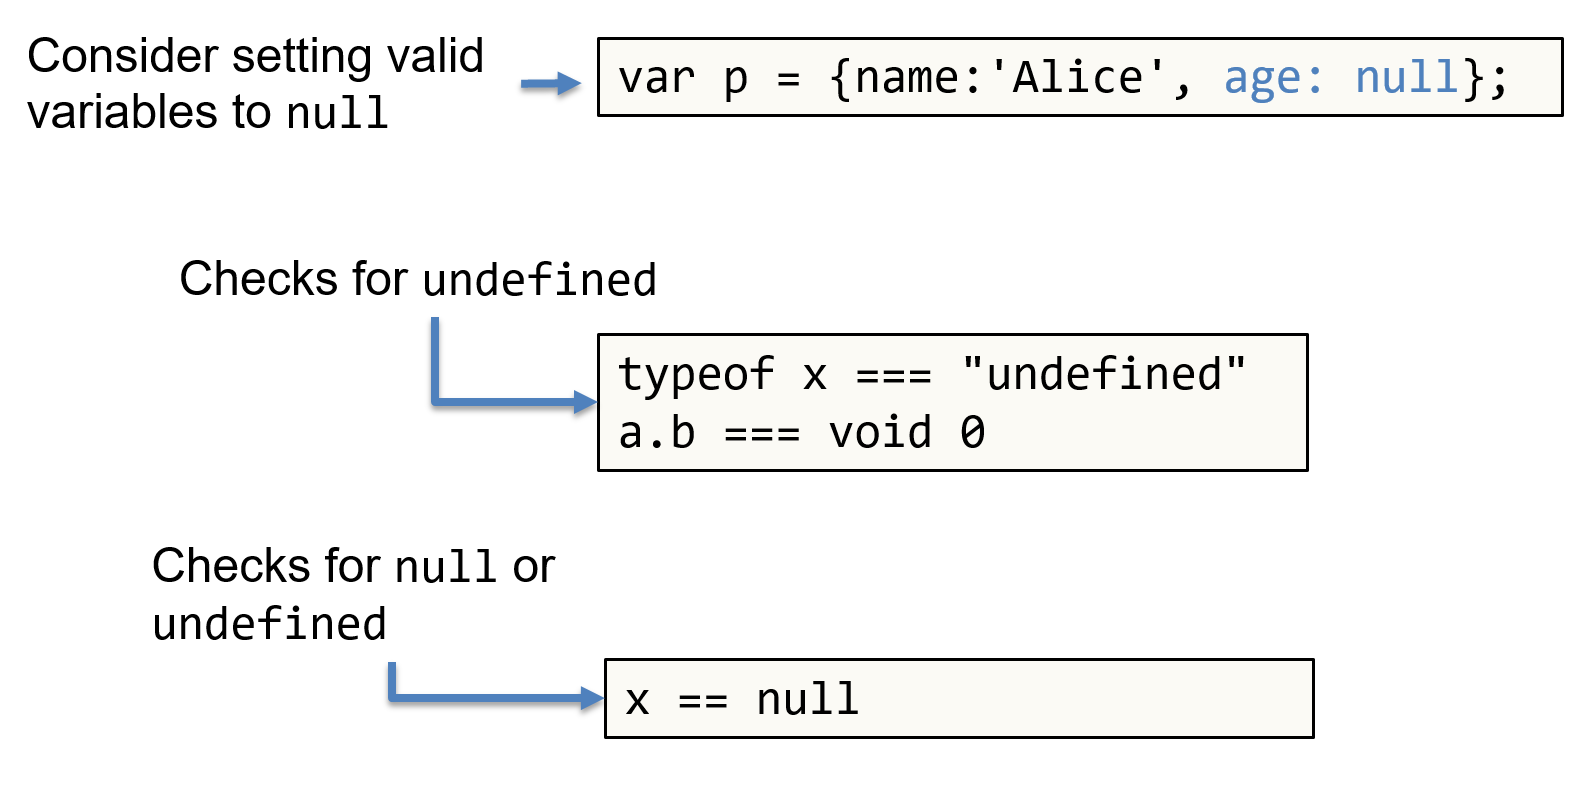 Consider setting valid
variables to null
var p = {name:'Alice', age: null};
Checks for undefined
typeof x === "undefined"
a.b === void 0
Checks for null or
undefined
x == null